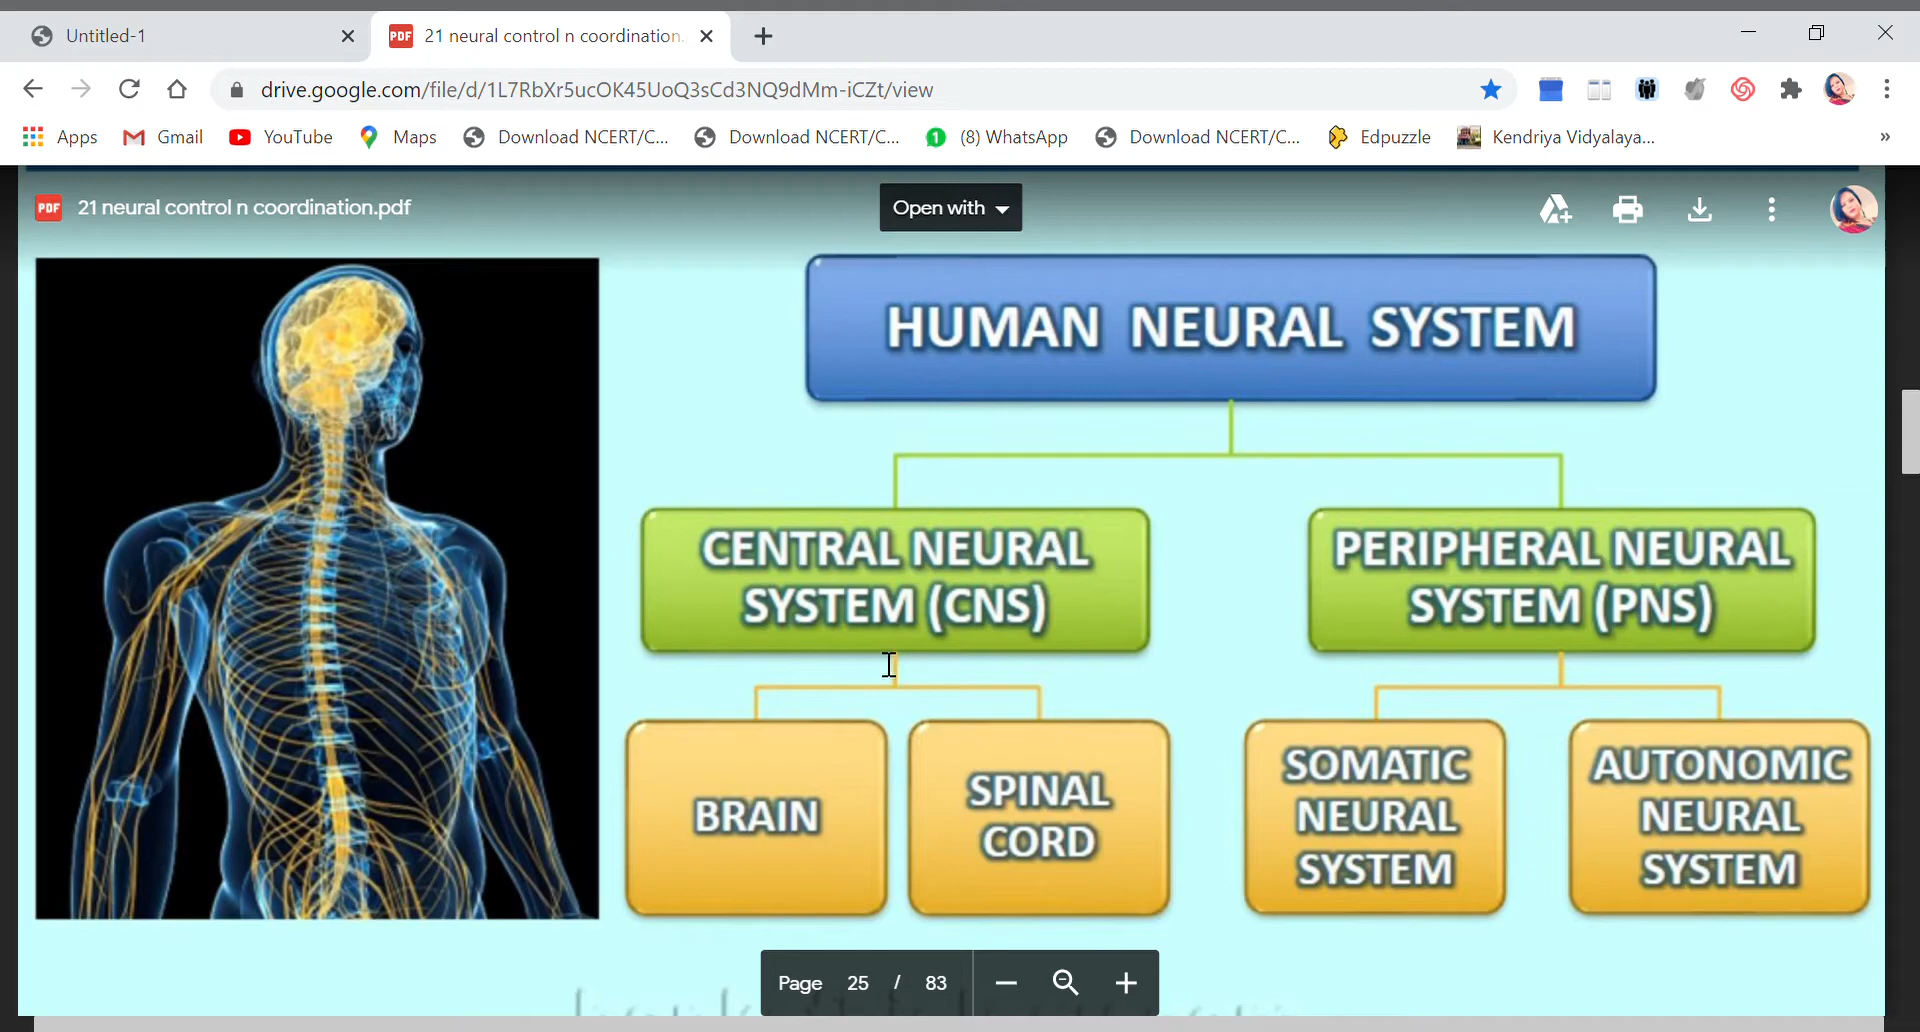 Untitled-1
PDF 21 neural control n coordination.
drive.google.com/file/d/1L7RbXr5ucOK45UoQ3sCd3NQ9dMm-iCZt/view
Apps Gmail YouTube Maps Download NCERT/C... Download NCERT/C... 1 (8) WhatsApp Download NCERT/C... Edpuzzle Kendriya Vidyalaya... »
PDF 21 neural control n coordination.pdf
Open with
HUMAN NEURAL SYSTEM
CENTRAL NEURAL
SYSTEM (CNS)
PERIPHERAL NEURAL
SYSTEM (PNS)
BRAIN
SPINAL
CORD
SOMATIC
NEURAL
SYSTEM
AUTONOMIC
NEURAL
SYSTEM
Page 25 / 83